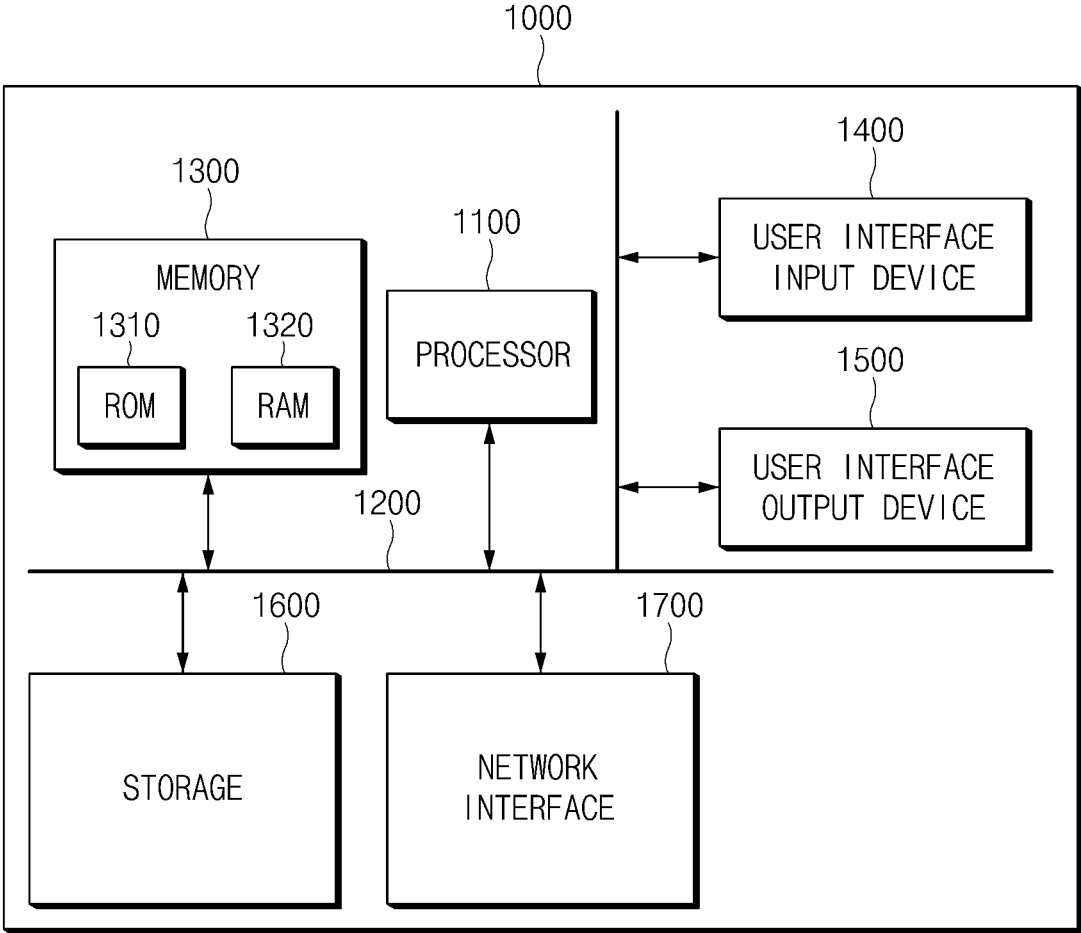 1000
1400
1300
1100
USER INTERFACE
INPUT DEVICE
MEMORY
1310
1320
PROCESSOR
ROM
RAM
1500
USER INTERFACE
OUTPUT DEVICE
1200
1600
1700
STORAGE
NETWORK
INTERFACE